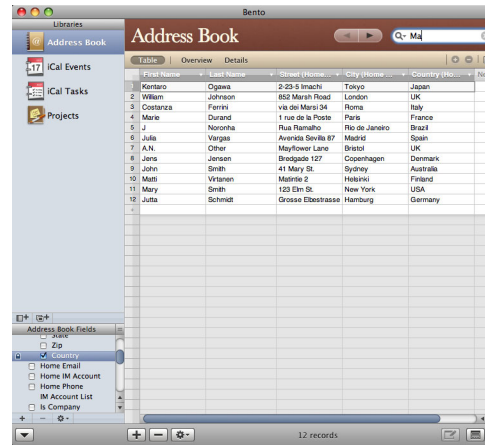 Bento
Libraries
Address Book
iCal Events
iCal Tasks
Projects
Address Book
Ma
Table Overview Details
First Name Last Name Street (Home... City (Home ... Country (Ho... Ne
1 Kentaro Ogawa 2-23-5 Imachi Tokyo Japan
2 William Johnson 852 Marsh Road London UK
3 Costanza Ferrini via dei Marsi 34 Roma Italy
4 Marie Durand 1 rue de la Poste Paris France
5 J Noronha Rua Ramalho Rio de Janeiro Brazil
6 Julia Vargas Avenida Sevilla 87 Madrid Spain
7 A.N. Other Mayflower Lane Bristol UK
8 Jens Jensen Bredgade 127 Copenhagen Denmark
9 John Smith 41 Mary St. Sydney Australia
10 Matti Virtanen Matintie 2 Helsinki Finland
11 Mary Smith 123 Elm St. New York USA
12 Jutta Schmidt Grosse Elbestrasse Hamburg Germany
Address Book Fields
State
Zip
Country
Home Email
Home IM Account
Home Phone
IM Account List
Is Company
12 records